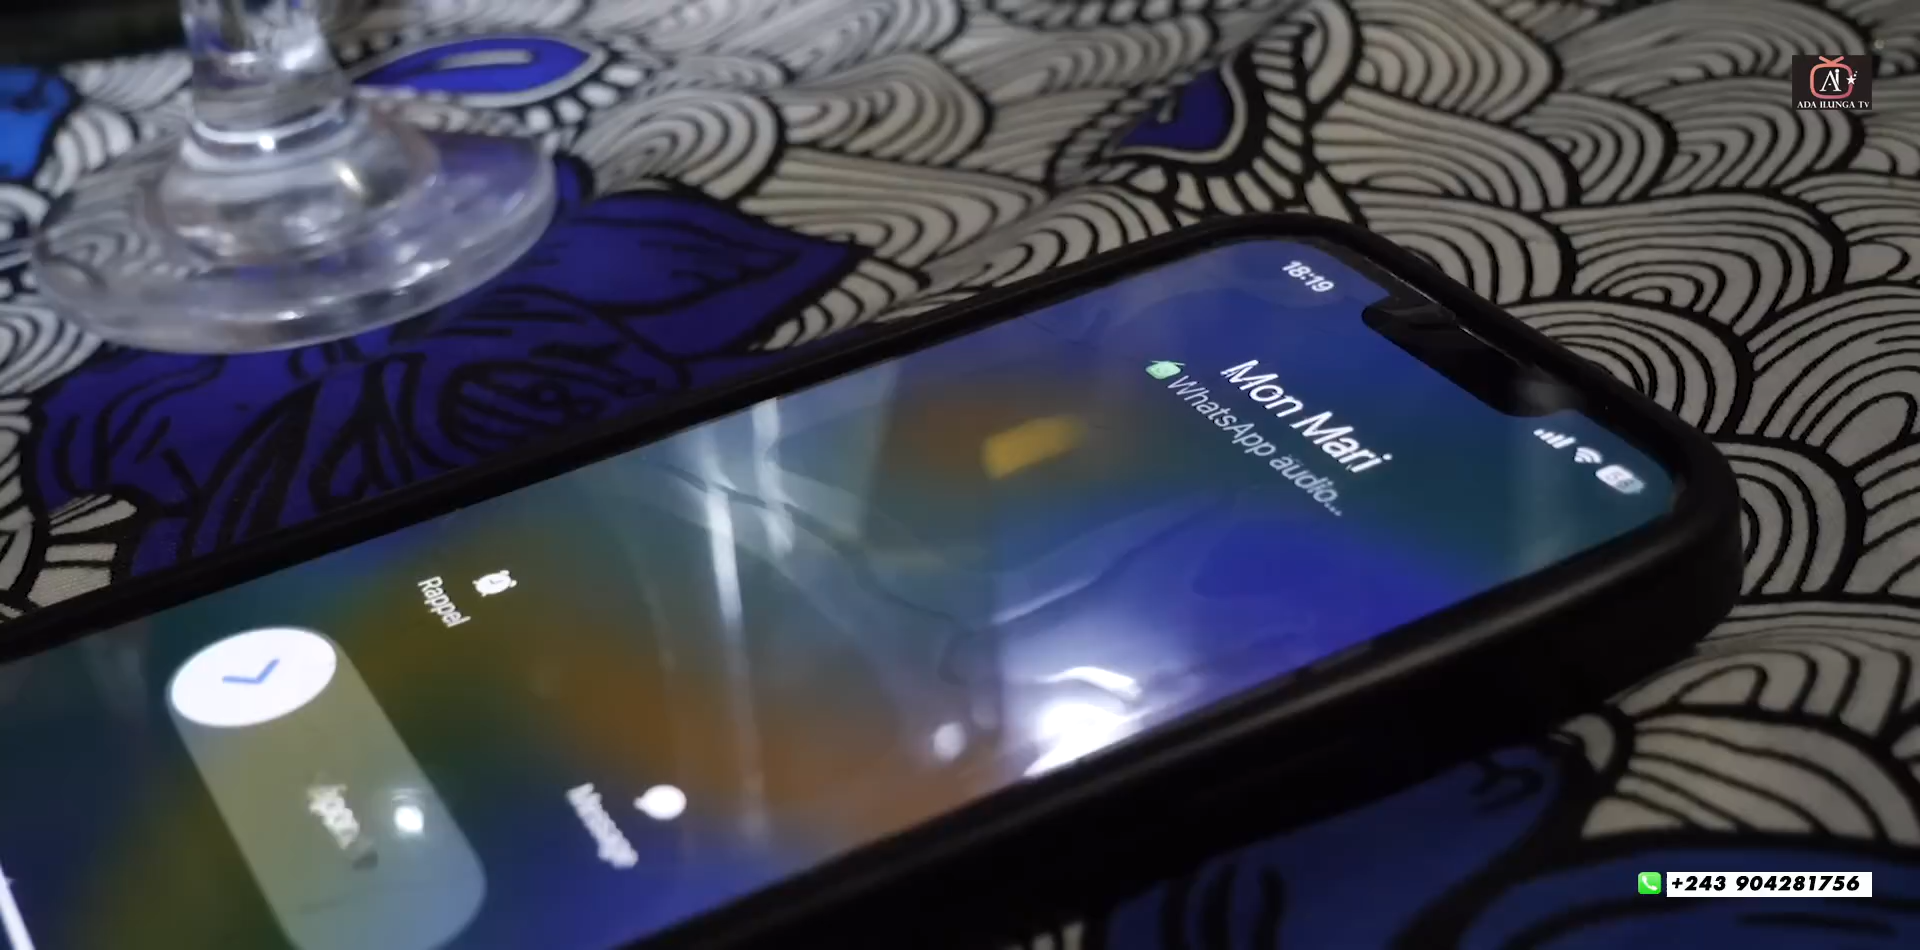 ADA ILUNGA TV
18:19
Mon Mari
WhatsApp audio...
Rappel
Message
+243 904281756